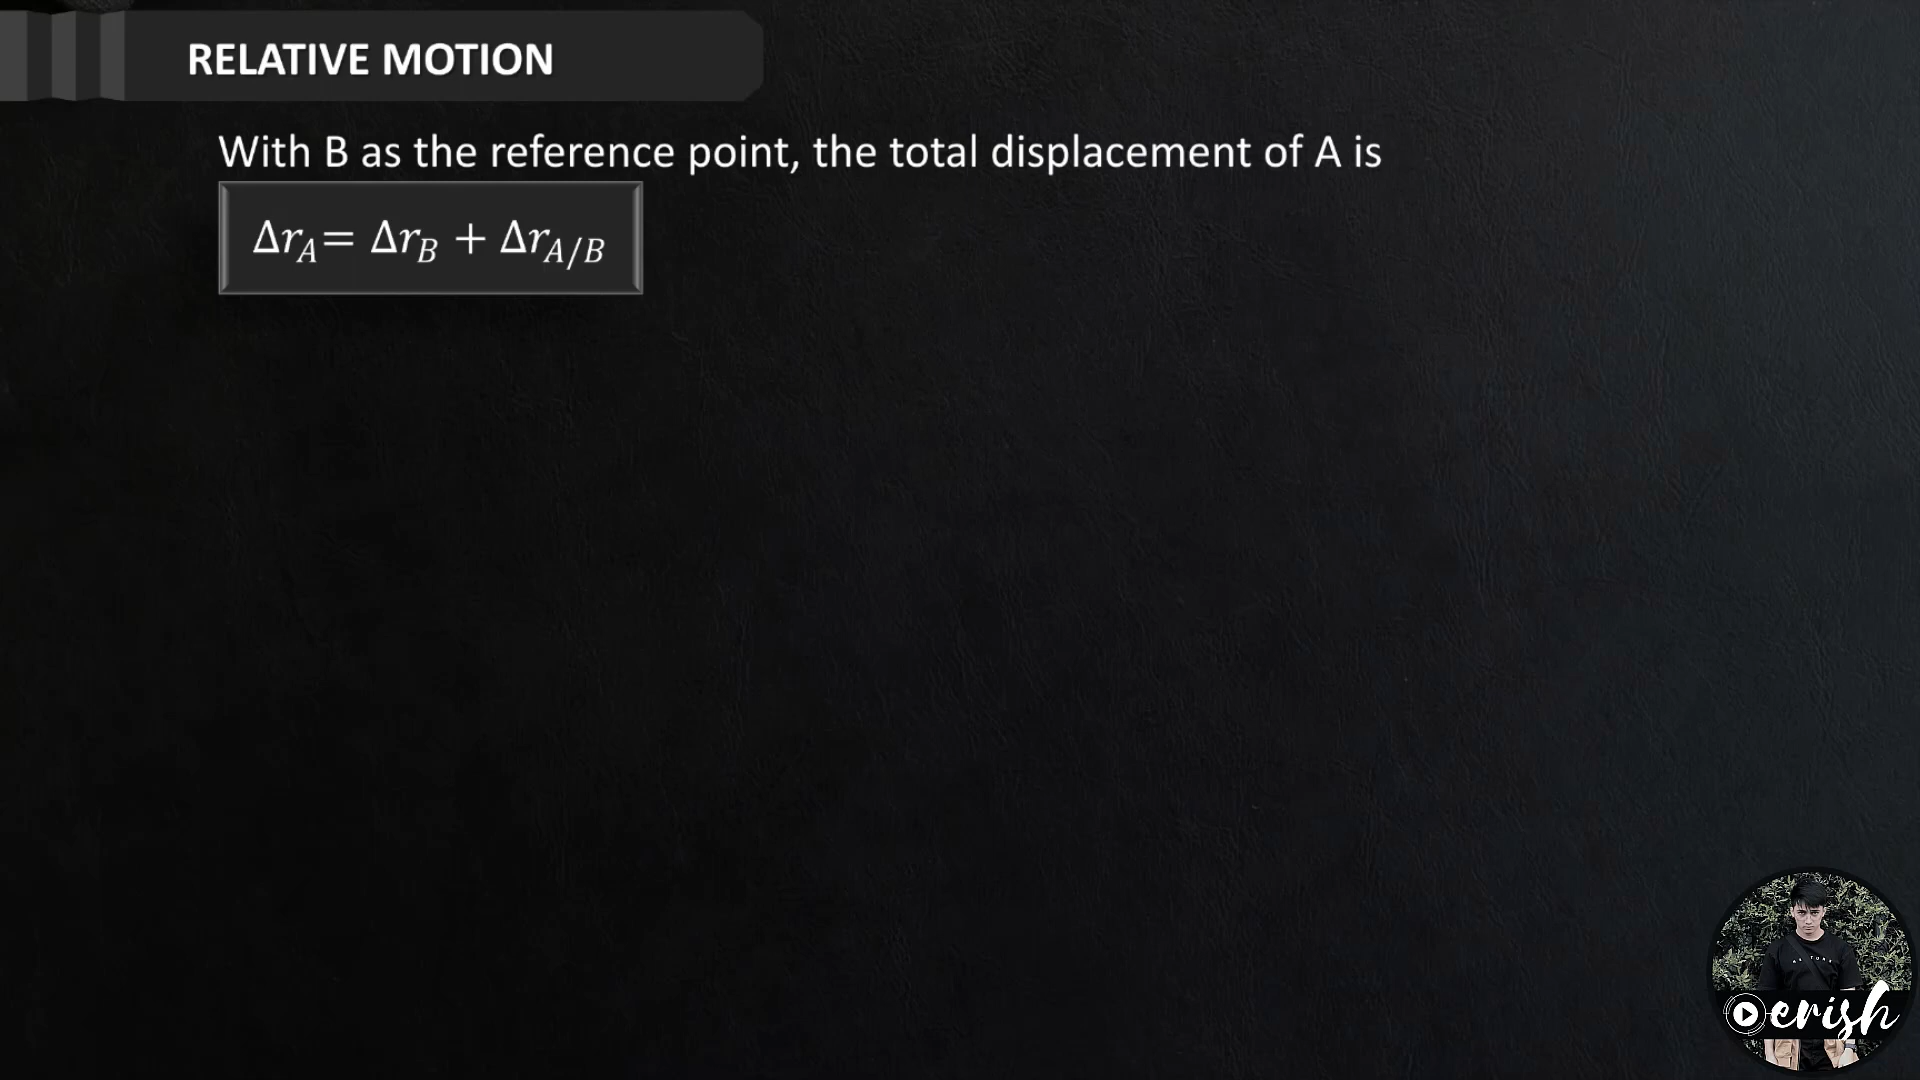 RELATIVE MOTION
With B as the reference point, the total displacement of A is
Δr_A= Δr_B + Δr_{A/B}
erish